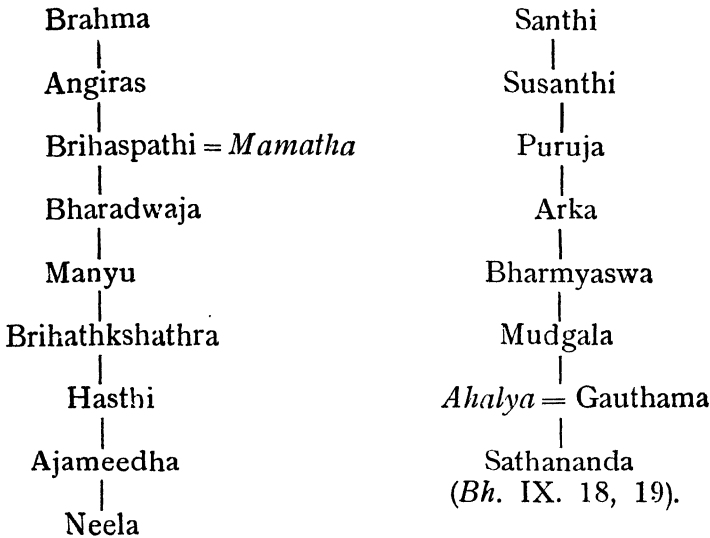 Brahma
Angiras
Brihaspathi = Mamatha
Bharadwaja
Manyu
Brihathkshathra
Hasthi
Ajameedha
Neela
Santhi
Susanthi
Puruja
Arka
Bharmyaswa
Mudgala
Ahalya = Gauthama
Sathananda
(Bh. IX. 18, 19).